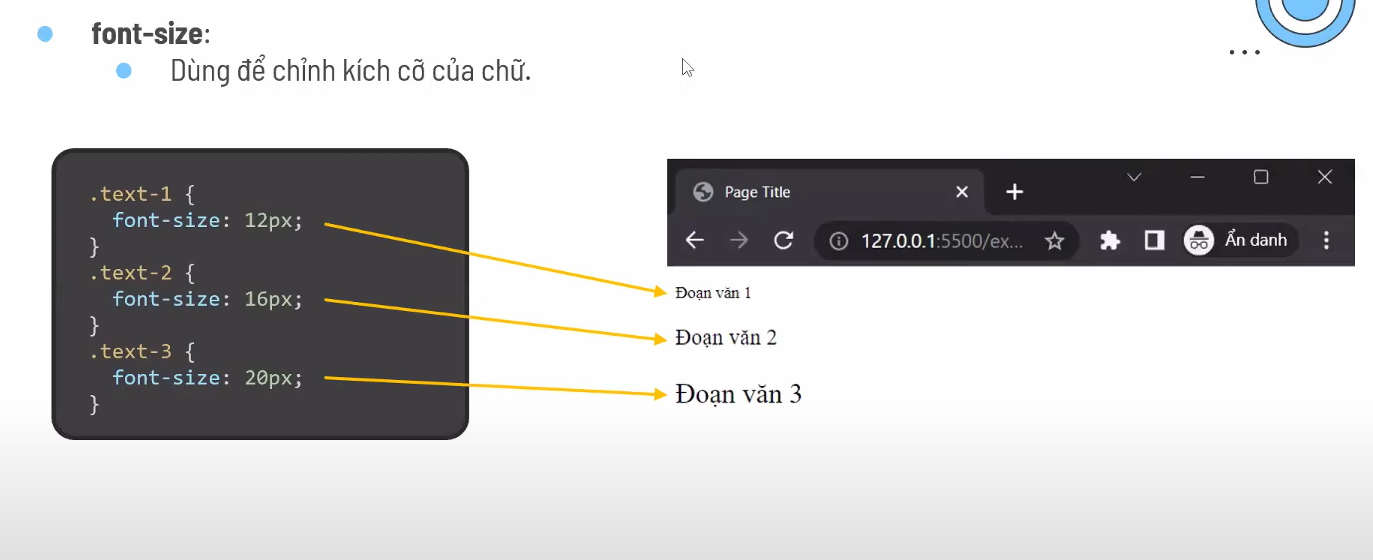 font-size:
Dùng để chỉnh kích cỡ của chữ.
.text-1 {
font-size: 12px;
}
.text-2 {
font-size: 16px;
}
.text-3 {
font-size: 20px;
}
Page Title
127.0.0.1:5500/ex...
Ẩn danh
Đoạn văn 1
Đoạn văn 2
Đoạn văn 3